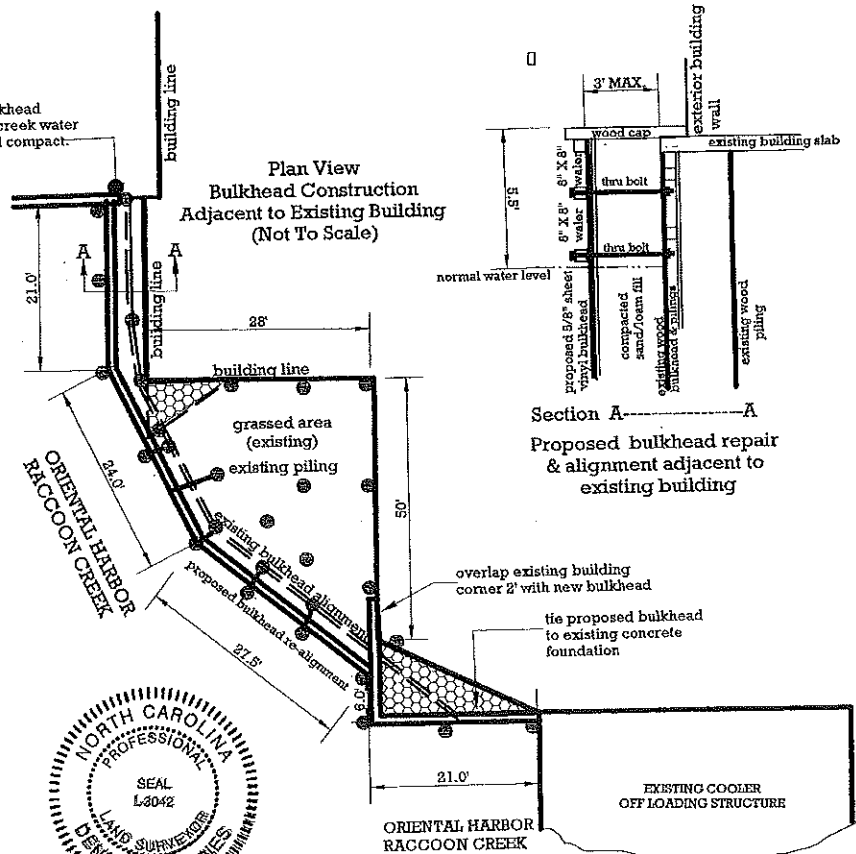 lkhead
creek water
l compact.
building line
Plan View
Bulkhead Construction
Adjacent to Existing Building
(Not To Scale)
21.0'
A
A
building line
28'
building line
grassed area
(existing)
existing piling
50'
24.0'
ORIENTAL HARBOR
RACCOON CREEK
existing bulkhead alignment
proposed bulkhead re-alignment
27.5'
6.0'
overlap existing building
corner 2' with new bulkhead
tie proposed bulkhead
to existing concrete
foundation
21.0'
ORIENTAL HARBOR
RACCOON CREEK
EXISTING COOLER
OFF LOADING STRUCTURE
3' MAX.
exterior building
wall
wood cap
existing building slab
5.5'
8" X 8"
waler
thru bolt
8" X 8"
waler
thru bolt
normal water level
proposed 5/8" sheet
vinyl bulkhead
compacted
sand/loam fill
existing wood
bulkhead & pilings
existing wood
piling
Section A-------------A
Proposed bulkhead repair
& alignment adjacent to
existing building
NORTH CAROLINA
PROFESSIONAL
SEAL
L-3042
LAND SURVEYOR